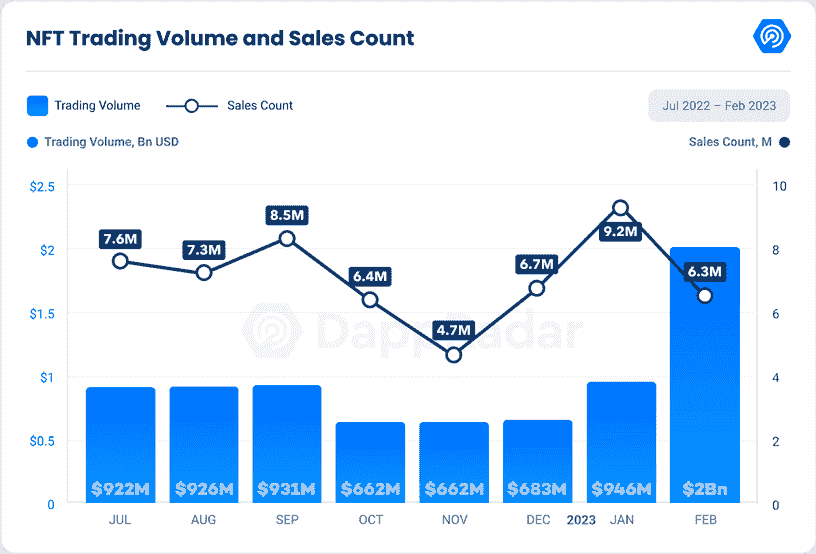 NFT Trading Volume and Sales Count
Trading Volume
Sales Count
Jul 2022 – Feb 2023
Trading Volume, Bn USD
Sales Count, M
$2.5
10
$2
8
$1.5
6
$1
4
$0.5
2
0
0
7.6M
7.3M
8.5M
6.4M
4.7M
6.7M
9.2M
6.3M
DappRadar
$922M
$926M
$931M
$662M
$662M
$683M
$946M
$2Bn
JUL
AUG
SEP
OCT
NOV
DEC
2023
JAN
FEB